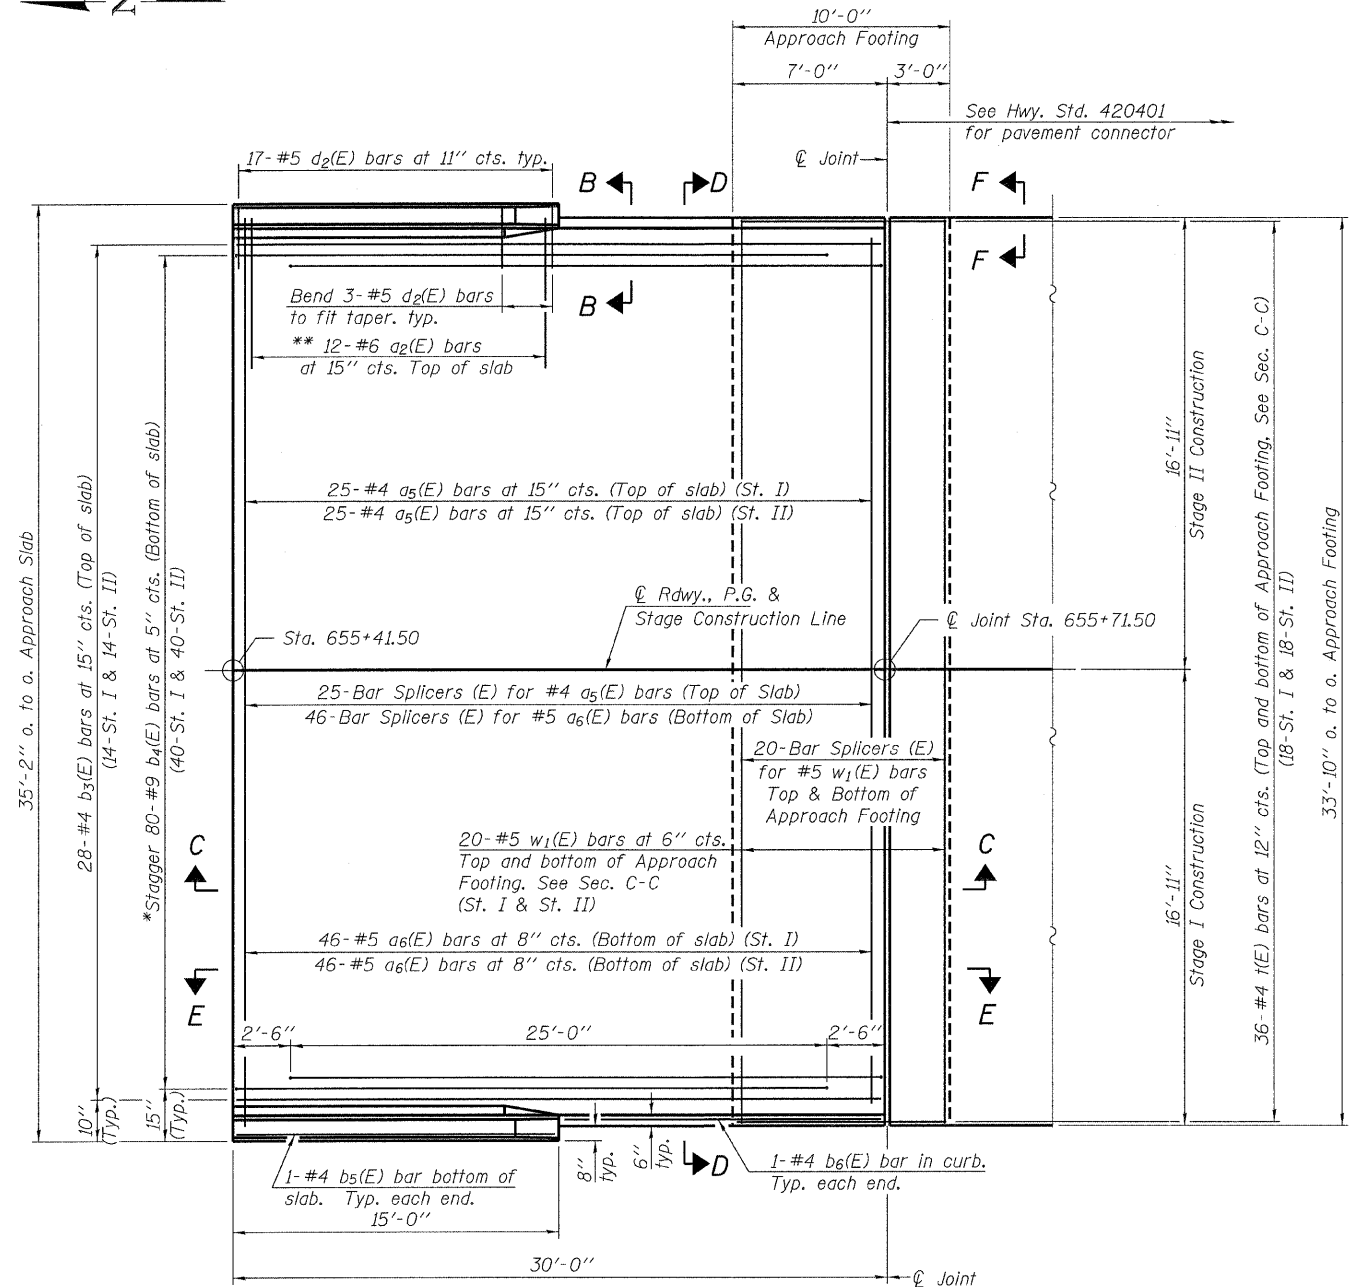 N
10'-0"
Approach Footing
7'-0"
3'-0"
See Hwy. Std. 420401
for pavement connector
℄ Joint
17-#5 d2(E) bars at 11" cts. typ.
B
D
F
F
B
Bend 3-#5 d2(E) bars
to fit taper. typ.
** 12-#6 a2(E) bars
at 15" cts. Top of slab
25-#4 a5(E) bars at 15" cts. (Top of slab) (St. I)
25-#4 a5(E) bars at 15" cts. (Top of slab) (St. II)
℄ Rdwy., P.G. &
Stage Construction Line
Sta. 655+41.50
℄ Joint Sta. 655+71.50
25-Bar Splicers (E) for #4 a5(E) bars (Top of Slab)
46-Bar Splicers (E) for #5 a6(E) bars (Bottom of Slab)
20-Bar Splicers (E)
for #5 w1(E) bars
Top & Bottom of
Approach Footing
20-#5 w1(E) bars at 6" cts.
Top and bottom of Approach
Footing. See Sec. C-C
(St. I & St. II)
C
C
46-#5 a6(E) bars at 8" cts. (Bottom of slab) (St. I)
46-#5 a6(E) bars at 8" cts. (Bottom of slab) (St. II)
E
E
2'-6"
25'-0"
2'-6"
35'-2" o. to o. Approach Slab
28-#4 b3(E) bars at 15" cts. (Top of slab)
(14-St. I & 14-St. II)
*Stagger 80-#9 b4(E) bars at 5" cts. (Bottom of slab)
(40-St. I & 40-St. II)
10"
(Typ.)
15"
(Typ.)
16'-11"
Stage II Construction
16'-11"
Stage I Construction
36-#4 t(E) bars at 12" cts. (Top and bottom of Approach Footing, See Sec. C-C)
(18-St. I & 18-St. II)
33'-10" o. to o. Approach Footing
1-#4 b5(E) bar bottom of
slab. Typ. each end.
8"
typ.
6"
typ.
D
1-#4 b6(E) bar in curb.
Typ. each end.
15'-0"
30'-0"
℄ Joint